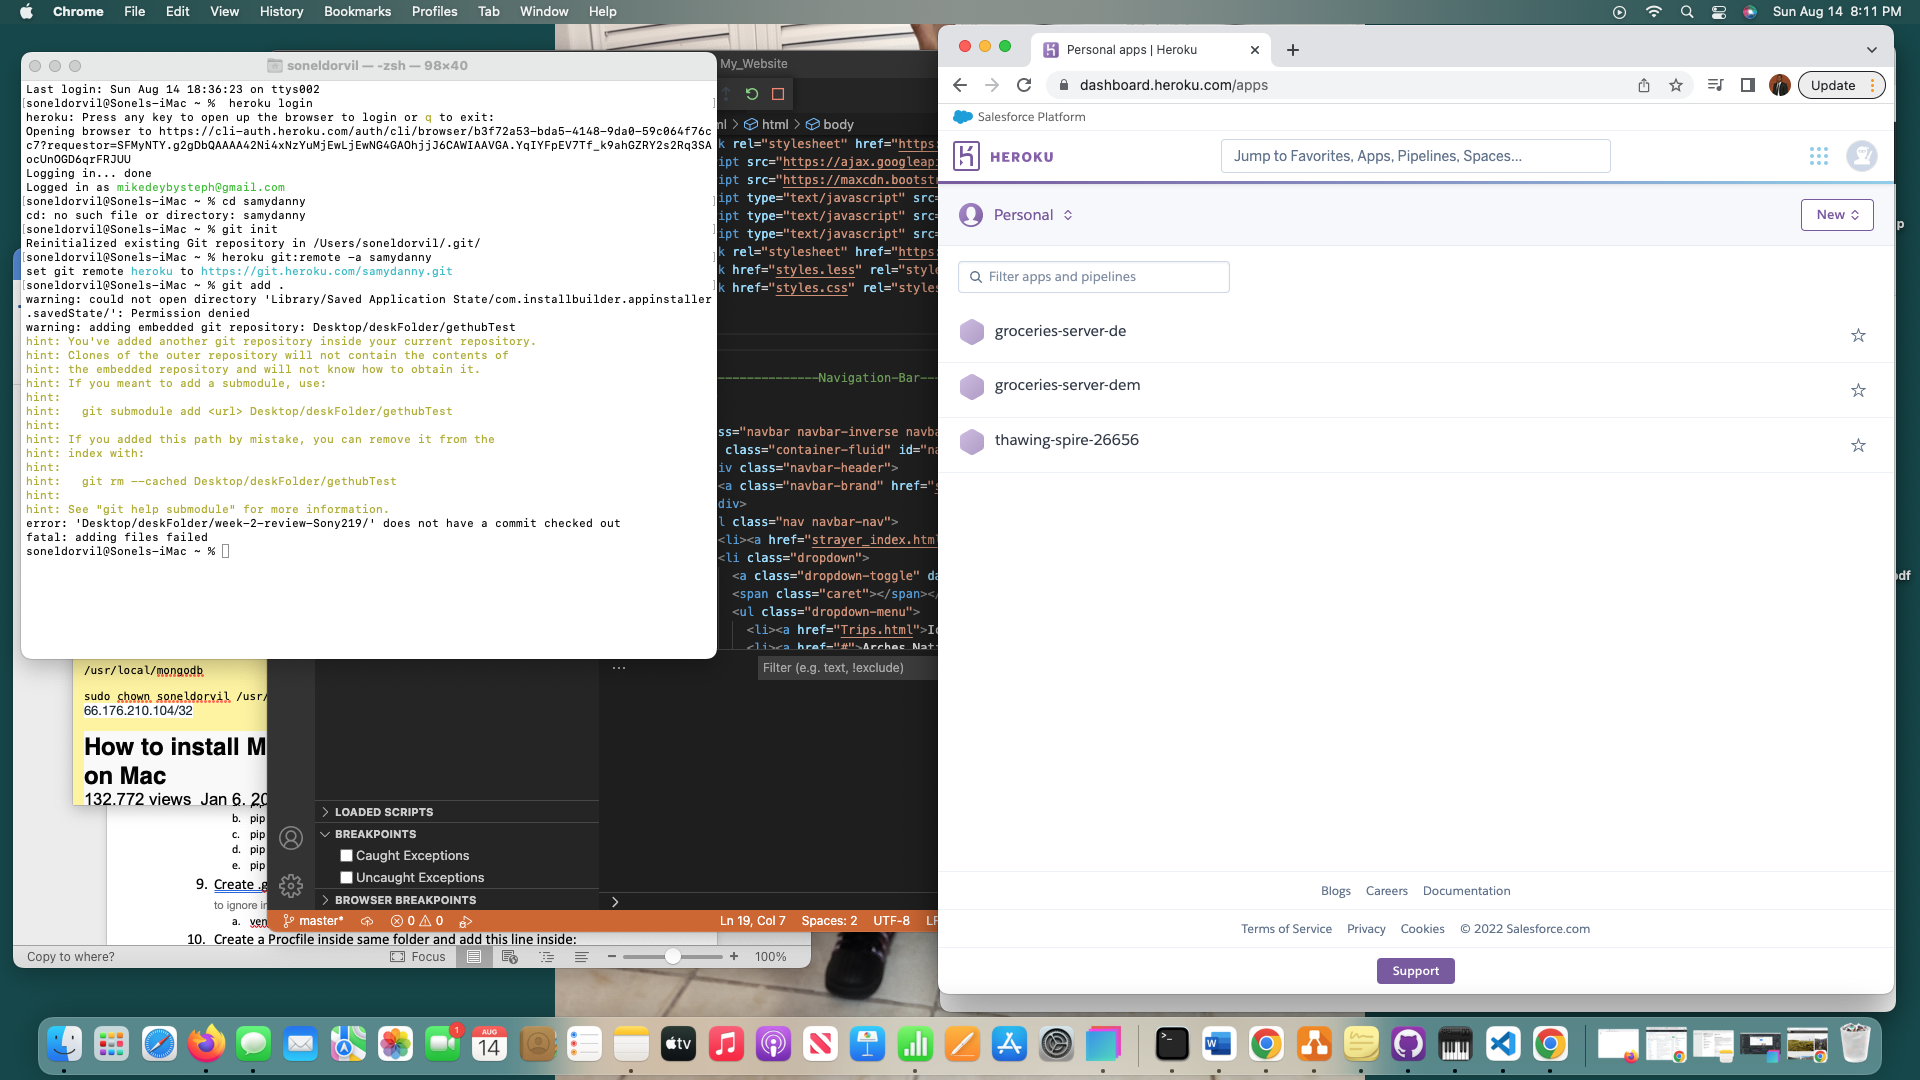 Chrome File Edit View History Bookmarks Profiles Tab Window Help
Sun Aug 14 8:11 PM
soneldorvil — -zsh — 98×40
Last login: Sun Aug 14 18:36:23 on ttys002
[soneldorvil@Sonels-iMac ~ %  heroku login
heroku: Press any key to open up the browser to login or q to exit:
Opening browser to https://cli-auth.heroku.com/auth/cli/browser/b3f72a53-bda5-4148-9da0-59c064f76c
c7?requestor=SFMyNTY.g2gDbQAAAA42Ni4xNzYuMjEwLjEwNG4GAOhjjJ6CAWIAAVGA.YqIYFpEV7Tf_k9ahGZRY2s2Rq3SA
ocUnOGD6qrFRJUU
Logging in... done
Logged in as mikedeybysteph@gmail.com
[soneldorvil@Sonels-iMac ~ % cd samydanny
cd: no such file or directory: samydanny
[soneldorvil@Sonels-iMac ~ % git init
Reinitialized existing Git repository in /Users/soneldorvil/.git/
[soneldorvil@Sonels-iMac ~ % heroku git:remote -a samydanny
set git remote heroku to https://git.heroku.com/samydanny.git
[soneldorvil@Sonels-iMac ~ % git add .
warning: could not open directory 'Library/Saved Application State/com.installbuilder.appinstaller
.savedState/': Permission denied
warning: adding embedded git repository: Desktop/deskFolder/gethubTest
hint: You've added another git repository inside your current repository.
hint: Clones of the outer repository will not contain the contents of
hint: the embedded repository and will not know how to obtain it.
hint: If you meant to add a submodule, use:
hint:
hint:   git submodule add <url> Desktop/deskFolder/gethubTest
hint:
hint: If you added this path by mistake, you can remove it from the
hint: index with:
hint:
hint:   git rm --cached Desktop/deskFolder/gethubTest
hint:
hint: See "git help submodule" for more information.
error: 'Desktop/deskFolder/week-2-review-Sony219/' does not have a commit checked out
fatal: adding files failed
soneldorvil@Sonels-iMac ~ %
/usr/local/mongodb
sudo chown soneldorvil /usr/
66.176.210.104/32
How to install M
on Mac
132,772 views Jan 6, 20
b. pip
c. pip
d. pip
e. pip
9. Create .g
to ignore in
a. ven
10. Create a Procfile inside same folder and add this line inside:
Copy to where?
Focus
100%
My_Website
ml > html > body
k rel="stylesheet" href="https:
ipt src="https://ajax.googleapi
ipt src="https://maxcdn.bootstr
ipt type="text/javascript" src=
ipt type="text/javascript" src=
ipt type="text/javascript" src=
k rel="stylesheet" href="https:
k href="styles.less" rel="style
k href="styles.css" rel="styles
--------------Navigation-Bar---
ss="navbar navbar-inverse navba
class="container-fluid" id="na
iv class="navbar-header">
<a class="navbar-brand" href="s
div>
l class="nav navbar-nav">
<li><a href="strayer_index.html
<li class="dropdown">
<a class="dropdown-toggle" da
<span class="caret"></span></
<ul class="dropdown-menu">
<li><a href="Trips.html">Id
<li><a href="#">Arches Nati
Filter (e.g. text, !exclude)
LOADED SCRIPTS
BREAKPOINTS
Caught Exceptions
Uncaught Exceptions
BROWSER BREAKPOINTS
master* 0 0 Ln 19, Col 7 Spaces: 2 UTF-8 LF
Personal apps | Heroku
dashboard.heroku.com/apps
Update
Salesforce Platform
HEROKU
Jump to Favorites, Apps, Pipelines, Spaces...
Personal
New
Filter apps and pipelines
groceries-server-de
groceries-server-dem
thawing-spire-26656
Blogs Careers Documentation
Terms of Service Privacy Cookies © 2022 Salesforce.com
Support
p
odf
1
AUG
14
tv